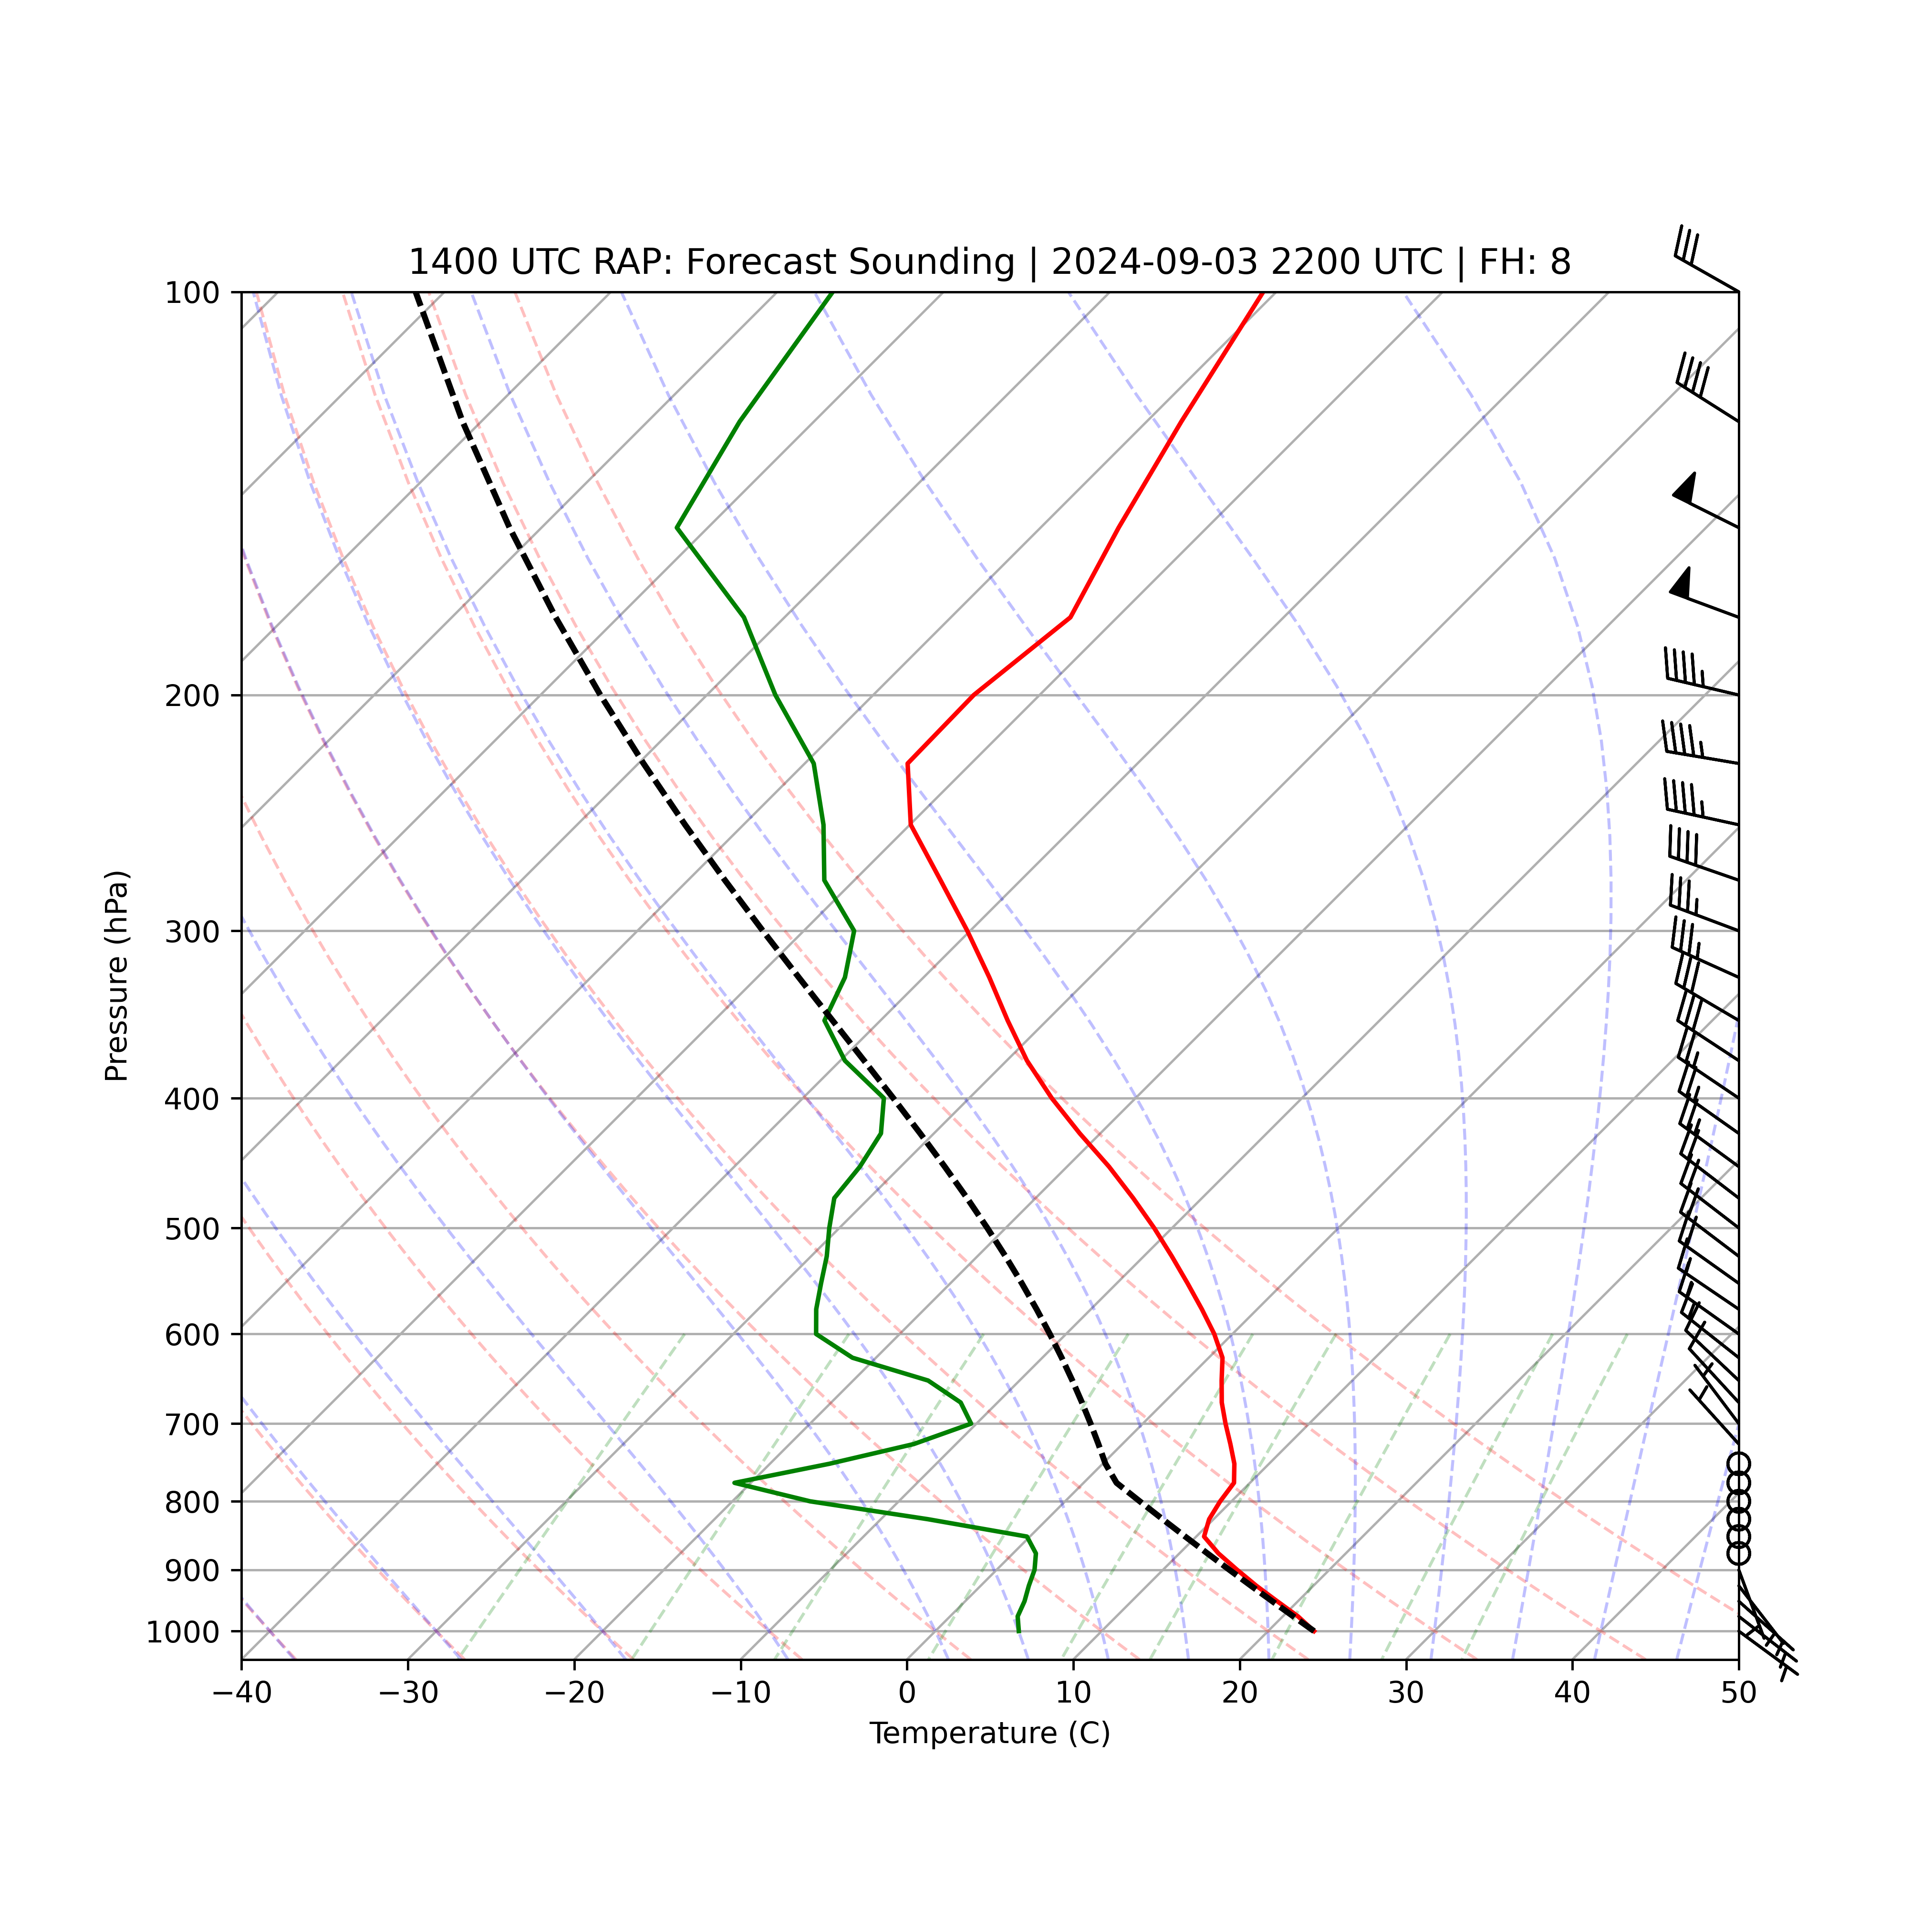 1400 UTC RAP: Forecast Sounding | 2024-09-03 2200 UTC | FH: 8
100
200
300
400
500
600
700
800
900
1000
Pressure (hPa)
−40 −30 −20 −10 0 10 20 30 40 50
Temperature (C)